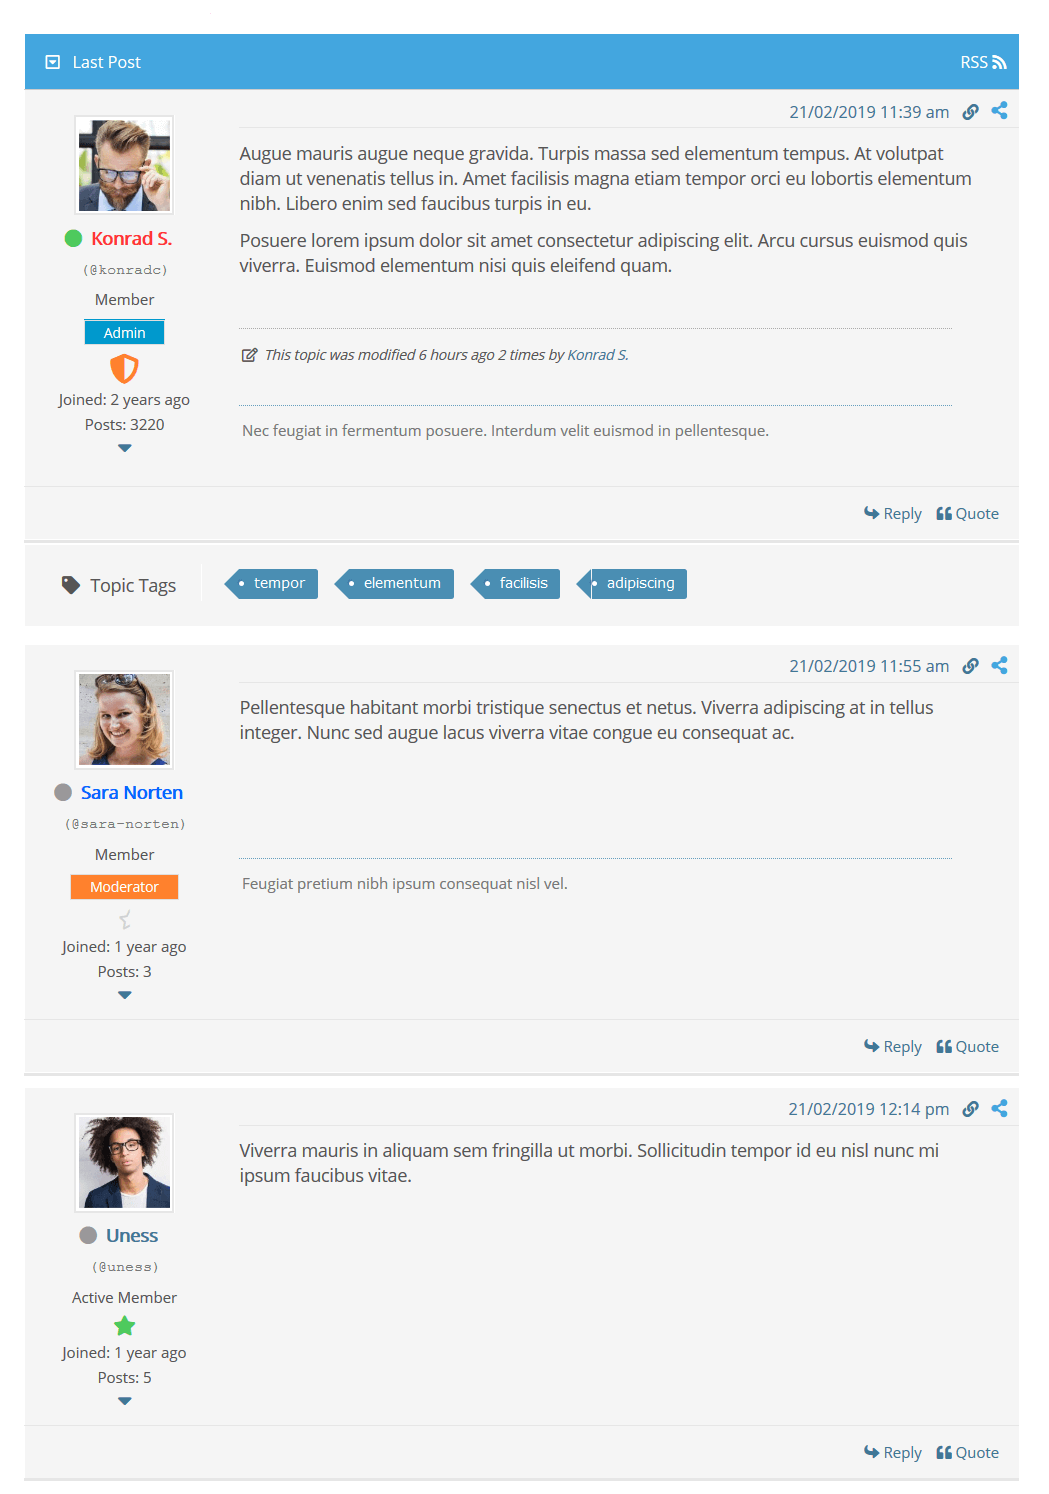 Last Post
RSS
21/02/2019 11:39 am
Augue mauris augue neque gravida. Turpis massa sed elementum tempus. At volutpat
diam ut venenatis tellus in. Amet facilisis magna etiam tempor orci eu lobortis elementum
nibh. Libero enim sed faucibus turpis in eu.
Posuere lorem ipsum dolor sit amet consectetur adipiscing elit. Arcu cursus euismod quis
viverra. Euismod elementum nisi quis eleifend quam.
Konrad S.
(@konradc)
Member
Admin
Joined: 2 years ago
Posts: 3220
This topic was modified 6 hours ago 2 times by Konrad S.
Nec feugiat in fermentum posuere. Interdum velit euismod in pellentesque.
Reply
Quote
Topic Tags
tempor
elementum
facilisis
adipiscing
21/02/2019 11:55 am
Pellentesque habitant morbi tristique senectus et netus. Viverra adipiscing at in tellus
integer. Nunc sed augue lacus viverra vitae congue eu consequat ac.
Sara Norten
(@sara-norten)
Member
Moderator
Joined: 1 year ago
Posts: 3
Feugiat pretium nibh ipsum consequat nisl vel.
Reply
Quote
21/02/2019 12:14 pm
Viverra mauris in aliquam sem fringilla ut morbi. Sollicitudin tempor id eu nisl nunc mi
ipsum faucibus vitae.
Uness
(@uness)
Active Member
Joined: 1 year ago
Posts: 5
Reply
Quote